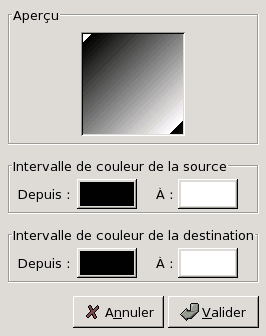 Aperçu
Intervalle de couleur de la source
Depuis : À :
Intervalle de couleur de la destination
Depuis : À :
Annuler Valider